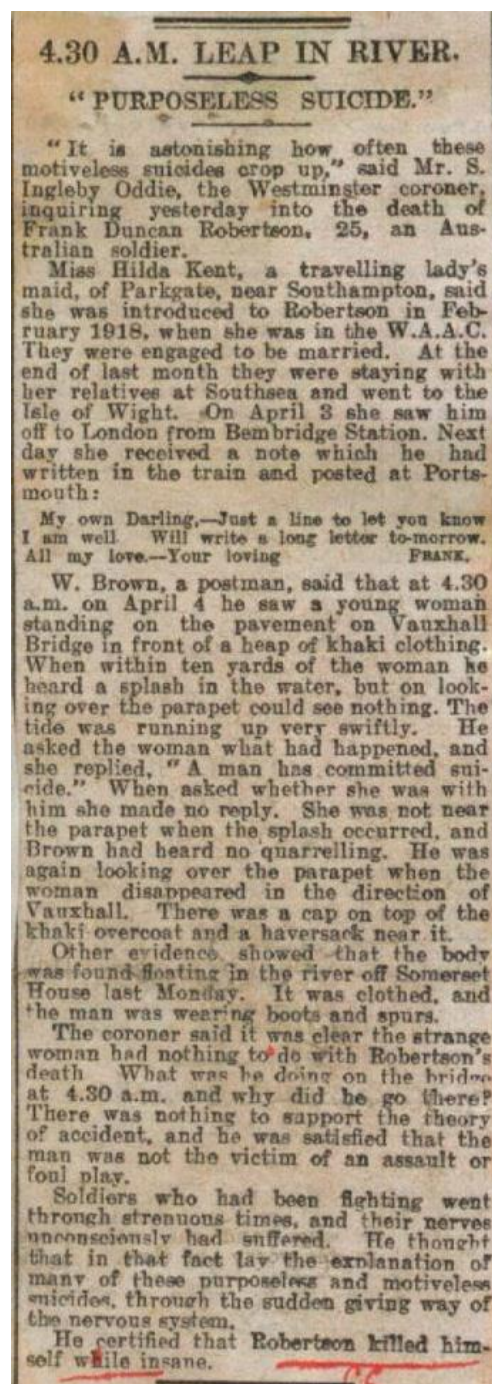 4.30 A.M. LEAP IN RIVER.
"PURPOSELESS SUICIDE."
"It is astonishing how often these
motiveless suicides crop up," said Mr. S.
Ingleby Oddie, the Westminster coroner,
inquiring yesterday into the death of
Frank Duncan Robertson, 25, an Aus-
tralian soldier.
Miss Hilda Kent, a travelling lady's
maid, of Parkgate, near Southampton, said
she was introduced to Robertson in Feb-
ruary 1918, when she was in the W.A.A.C.
They were engaged to be married. At the
end of last month they were staying with
her relatives at Southsea and went to the
Isle of Wight. On April 3 she saw him
off to London from Bembridge Station. Next
day she received a note which he had
written in the train and posted at Ports-
mouth:
My own Darling,—Just a line to let you know
I am well Will write a long letter to-morrow.
All my love.—Your loving FRANK.
W. Brown, a postman, said that at 4.30
a.m. on April 4 he saw a young woman
standing on the pavement on Vauxhall
Bridge in front of a heap of khaki clothing.
When within ten yards of the woman he
heard a splash in the water, but on look-
ing over the parapet could see nothing. The
tide was running up very swiftly. He
asked the woman what had happened, and
she replied, "A man has committed sui-
cide." When asked whether she was with
him she made no reply. She was not near
the parapet when the splash occurred, and
Brown had heard no quarrelling. He was
again looking over the parapet when the
woman disappeared in the direction of
Vauxhall. There was a cap on top of the
khaki overcoat and a haversack near it.
Other evidence showed that the body
was found floating in the river off Somerset
House last Monday. It was clothed, and
the man was wearing boots and spurs.
The coroner said it was clear the strange
woman had nothing to do with Robertson's
death What was he doing on the bridge
at 4.30 a.m. and why did he go there?
There was nothing to support the theory
of accident, and he was satisfied that the
man was not the victim of an assault or
foul play.
Soldiers who had been fighting went
through strenuous times, and their nerves
unconsciously had suffered. He thought
that in that fact lay the explanation of
many of these purposeless and motiveless
suicides, through the sudden giving way of
the nervous system.
He certified that Robertson killed him-
self while insane.